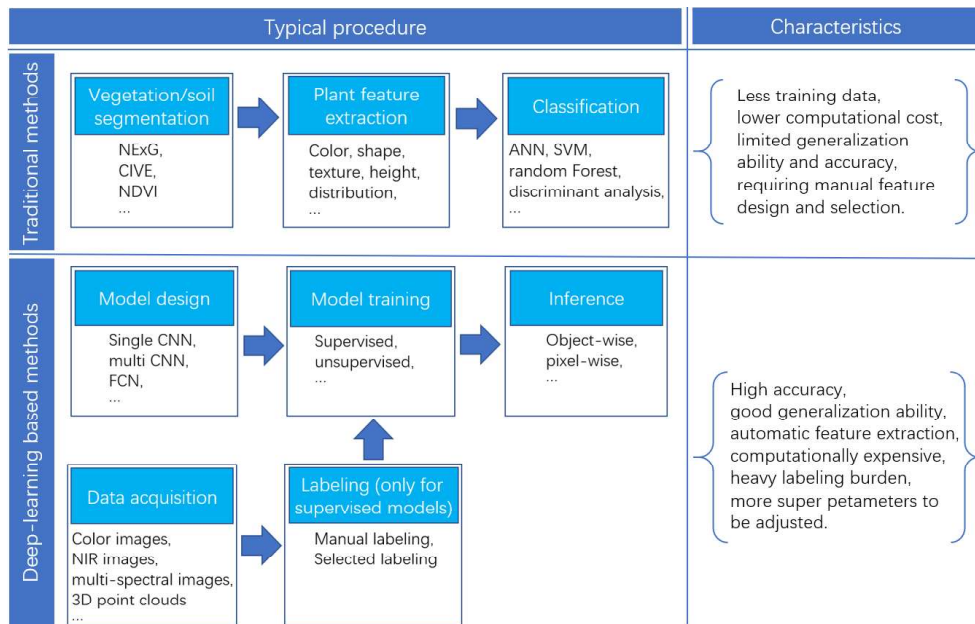 Typical procedure
Characteristics
Traditional methods
Vegetation/soil
segmentation
NExG,
CIVE,
NDVI
...
Plant feature
extraction
Color, shape,
texture, height,
distribution,
...
Classification
ANN, SVM,
random Forest,
discriminant analysis,
...
Less training data,
lower computational cost,
limited generalization
ability and accuracy,
requiring manual feature
design and selection.
Deep-learning based methods
Model design
Single CNN,
multi CNN,
FCN,
...
Model training
Supervised,
unsupervised,
...
Inference
Object-wise,
pixel-wise,
...
Data acquisition
Color images,
NIR images,
multi-spectral images,
3D point clouds
...
Labeling (only for
supervised models)
Manual labeling,
Selected labeling
High accuracy,
good generalization ability,
automatic feature extraction,
computationally expensive,
heavy labeling burden,
more super petameters to
be adjusted.